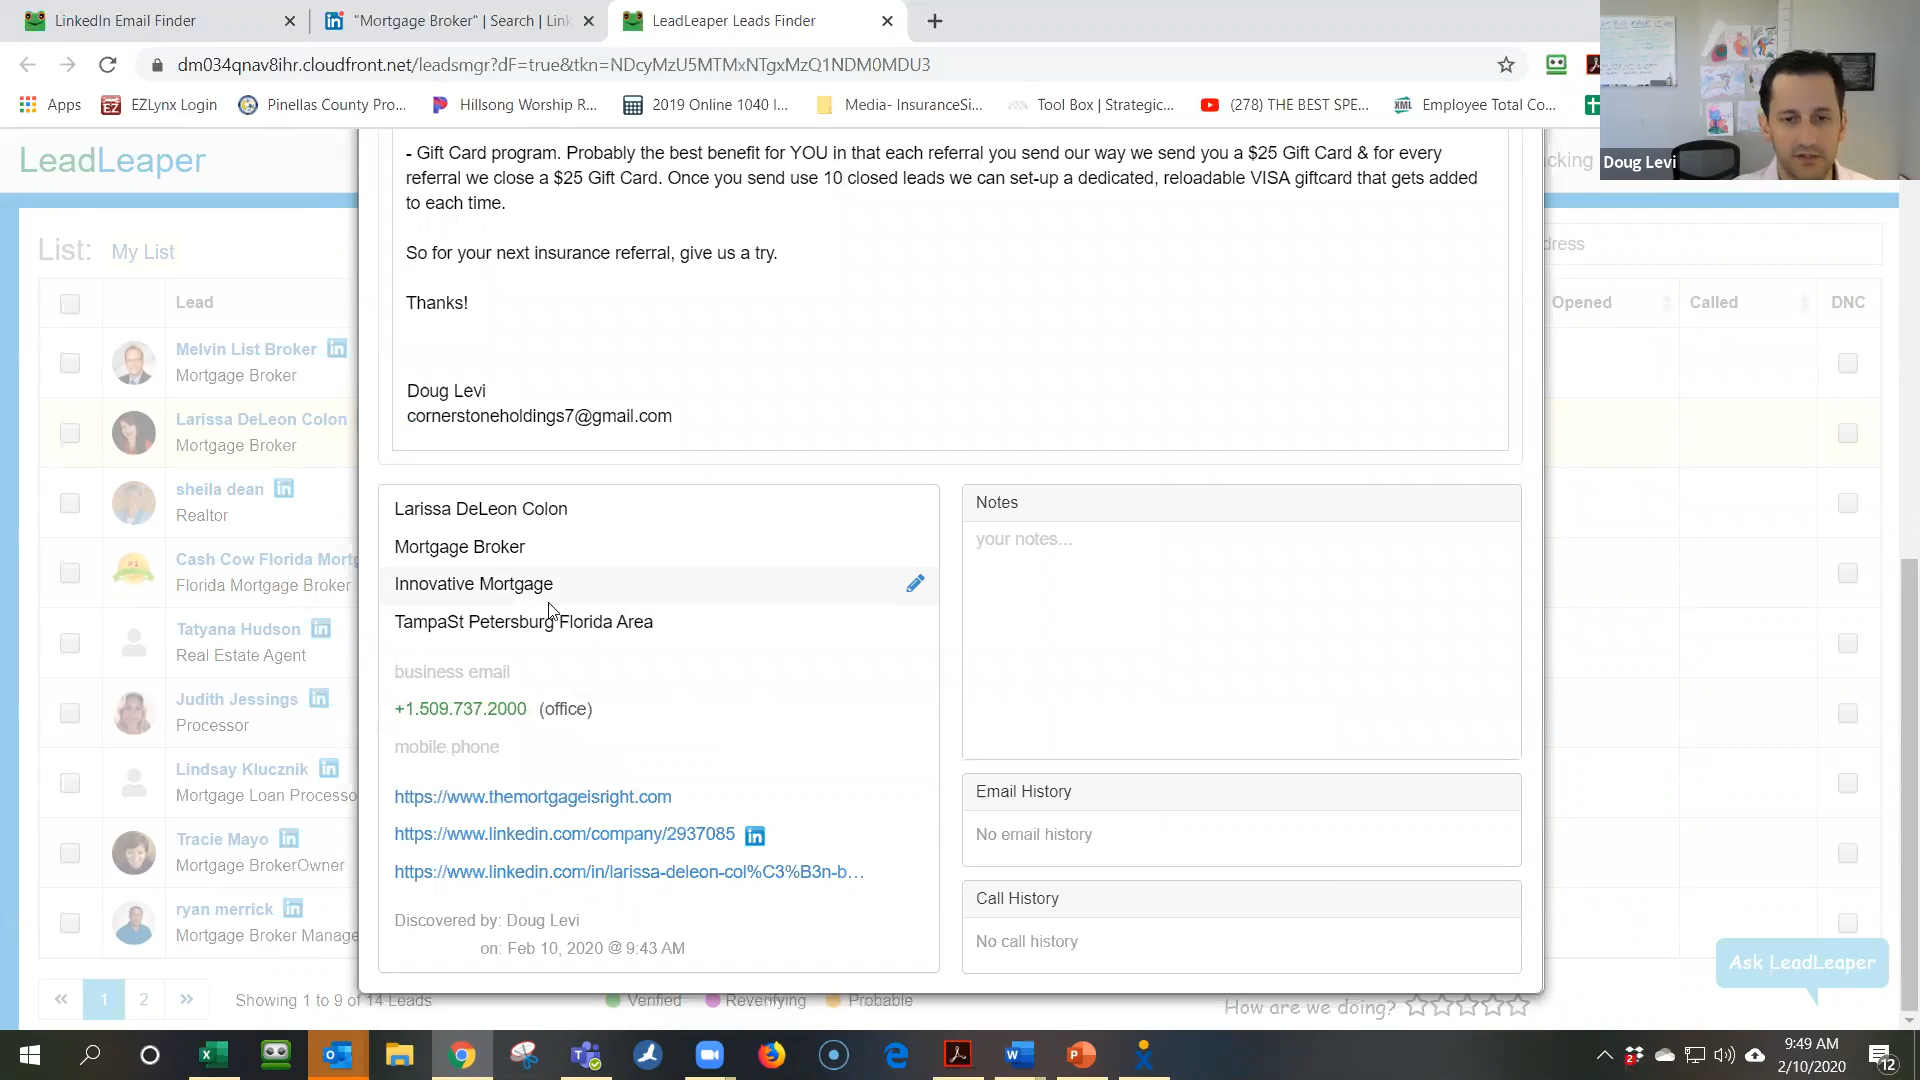 LinkedIn Email Finder
"Mortgage Broker" | Search | Link
LeadLeaper Leads Finder
dm034qnav8ihr.cloudfront.net/leadsmgr?dF=true&tkn=NDcyMzU5MTMxNTgxMzQ1NDM0MDU3
Apps
EZLynx Login
Pinellas County Pro...
Hillsong Worship R...
2019 Online 1040 I...
Media- InsuranceSi...
Tool Box | Strategic...
(278) THE BEST SPE...
Employee Total Co...
Doug Levi
LeadLeaper
cking
- Gift Card program. Probably the best benefit for YOU in that each referral you send our way we send you a $25 Gift Card & for every
referral we close a $25 Gift Card. Once you send use 10 closed leads we can set-up a dedicated, reloadable VISA giftcard that gets added
to each time.
So for your next insurance referral, give us a try.
Thanks!
Doug Levi
cornerstoneholdings7@gmail.com
List: My List
dress
Lead
Opened
Called
DNC
Melvin List Broker
Mortgage Broker
Larissa DeLeon Colon
Mortgage Broker
sheila dean
Realtor
Cash Cow Florida Mortg
Florida Mortgage Broker
Tatyana Hudson
Real Estate Agent
Judith Jessings
Processor
Lindsay Klucznik
Mortgage Loan Processo
Tracie Mayo
Mortgage BrokerOwner
ryan merrick
Mortgage Broker Manage
Larissa DeLeon Colon
Mortgage Broker
Innovative Mortgage
TampaSt Petersburg Florida Area
business email
+1.509.737.2000 (office)
mobile phone
https://www.themortgageisright.com
https://www.linkedin.com/company/2937085
https://www.linkedin.com/in/larissa-deleon-col%C3%B3n-b...
Discovered by: Doug Levi
on: Feb 10, 2020 @ 9:43 AM
Notes
your notes...
Email History
No email history
Call History
No call history
Ask LeadLeaper
« 1 2 »
Showing 1 to 9 of 14 Leads
Verified
Reverifying
Probable
How are we doing?
9:49 AM
2/10/2020
12